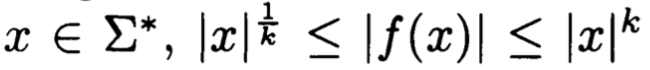 x ∈ Σ*, |x|^{1/k} ≤ |f(x)| ≤ |x|^k